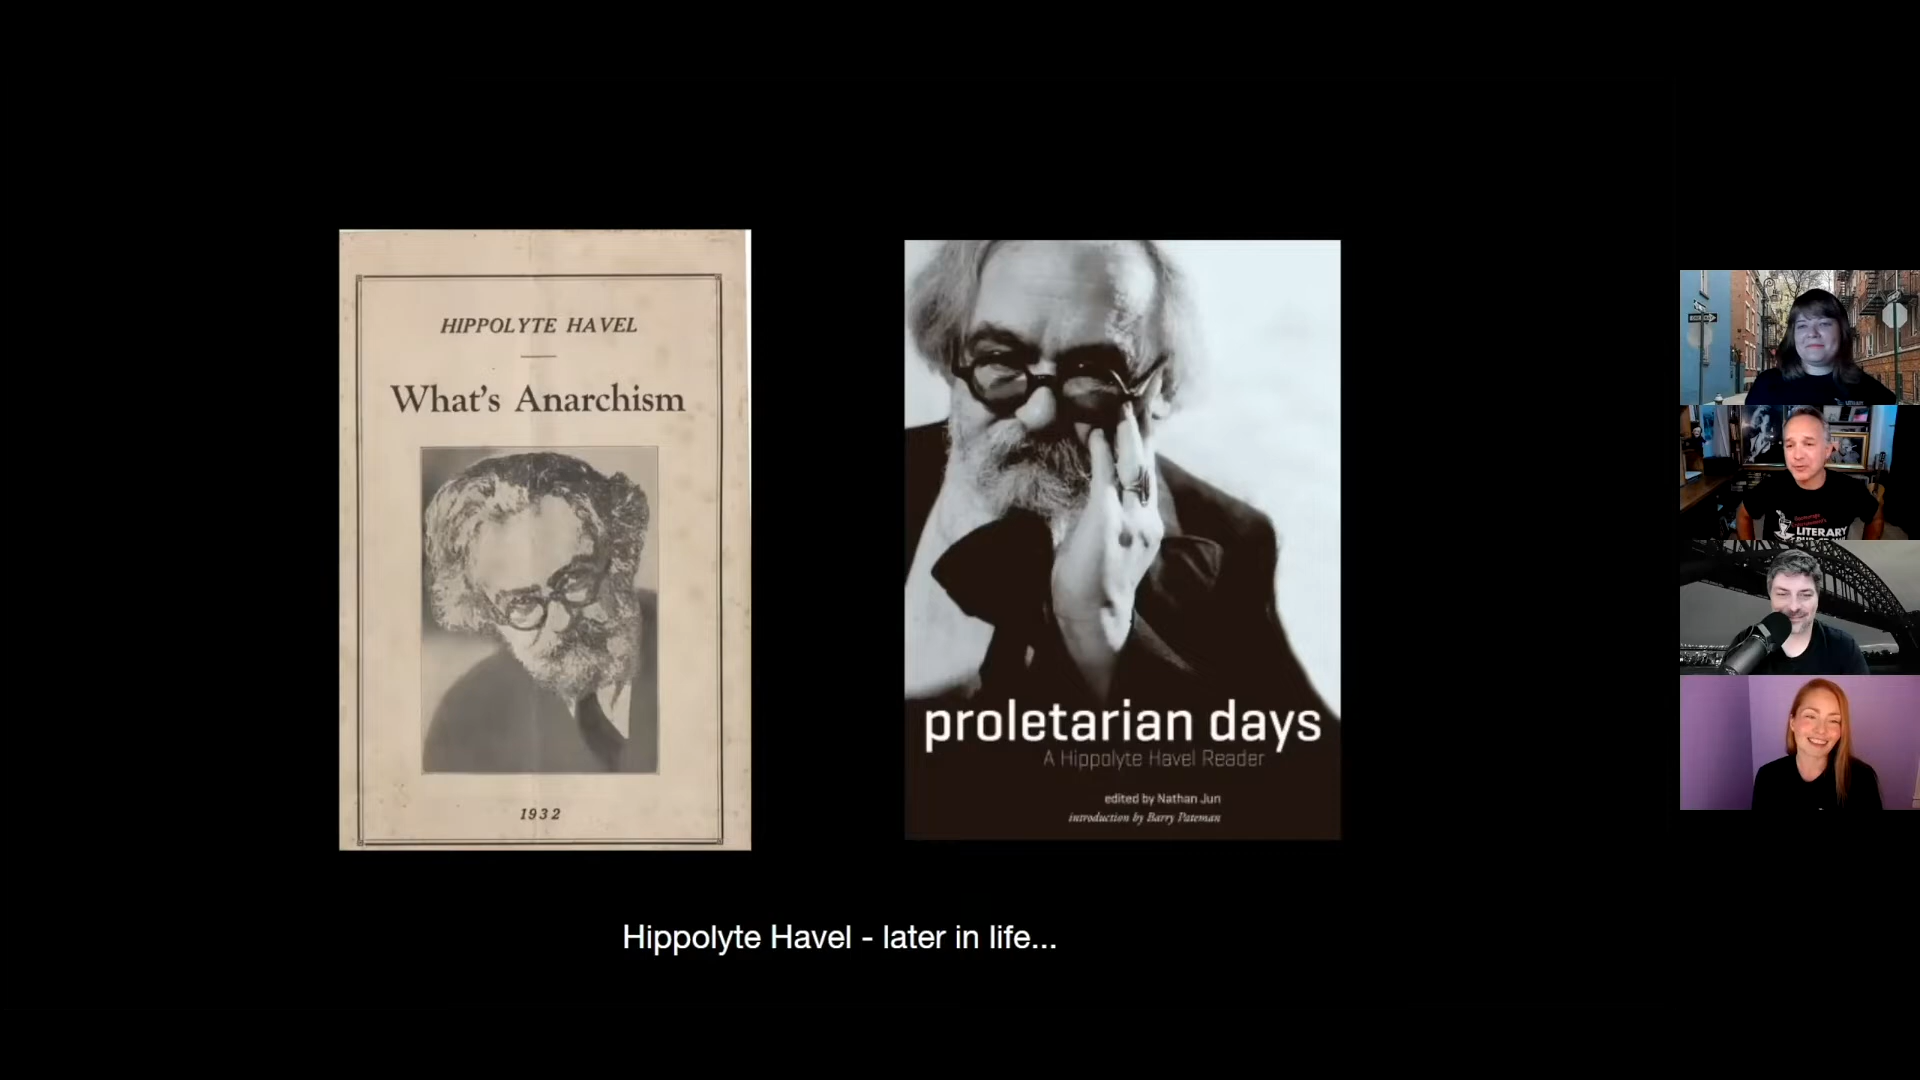 HIPPOLYTE HAVEL
What's Anarchism
1932
proletarian days
A Hippolyte Havel Reader
edited by Nathan Jun
introduction by Barry Pateman
Hippolyte Havel - later in life...
LITERARY